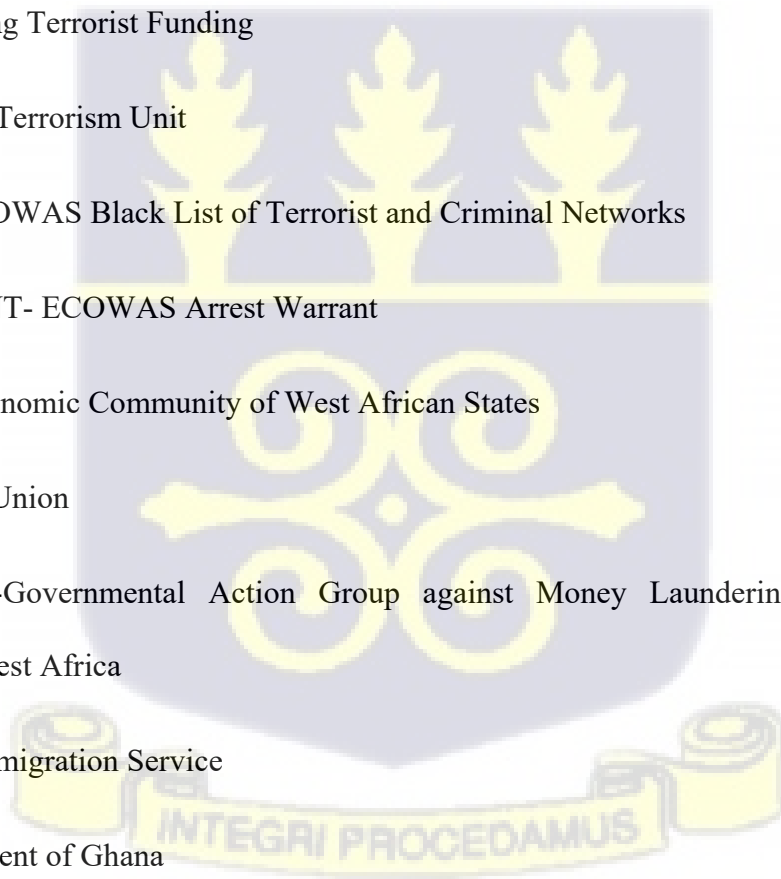 ng Terrorist Funding
Terrorism Unit
OWAS Black List of Terrorist and Criminal Networks
T- ECOWAS Arrest Warrant
nomic Community of West African States
Union
-Governmental Action Group against Money Launderin
est Africa
migration Service
ent of Ghana
INTEGRI PROCEDAMUS